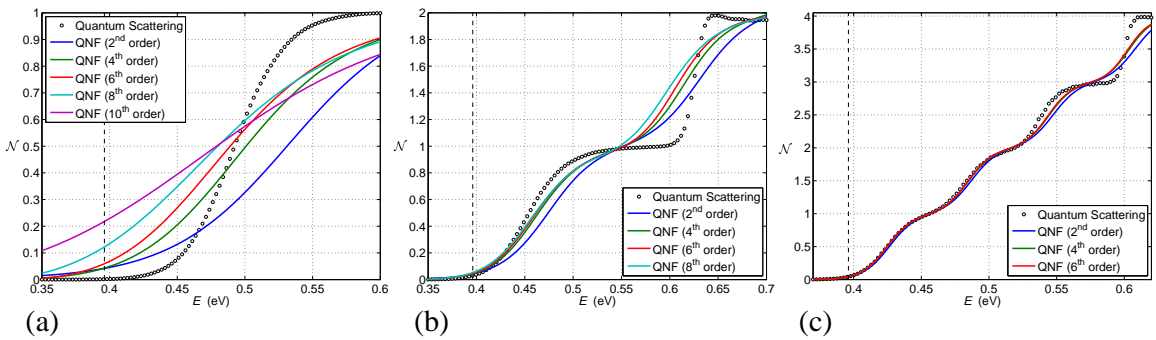 1
0.9
0.8
0.7
0.6
0.5
0.4
0.3
0.2
0.1
0
𝒩
0.35
0.4
0.45
0.5
0.55
0.6
E (eV)
Quantum Scattering
QNF (2nd order)
QNF (4th order)
QNF (6th order)
QNF (8th order)
QNF (10th order)
(a)
2
1.8
1.6
1.4
1.2
1
0.8
0.6
0.4
0.2
0
𝒩
0.35
0.4
0.45
0.5
0.55
0.6
0.65
0.7
E (eV)
Quantum Scattering
QNF (2nd order)
QNF (4th order)
QNF (6th order)
QNF (8th order)
(b)
4
3.5
3
2.5
2
1.5
1
0.5
0
𝒩
0.4
0.45
0.5
0.55
0.6
E (eV)
Quantum Scattering
QNF (2nd order)
QNF (4th order)
QNF (6th order)
(c)